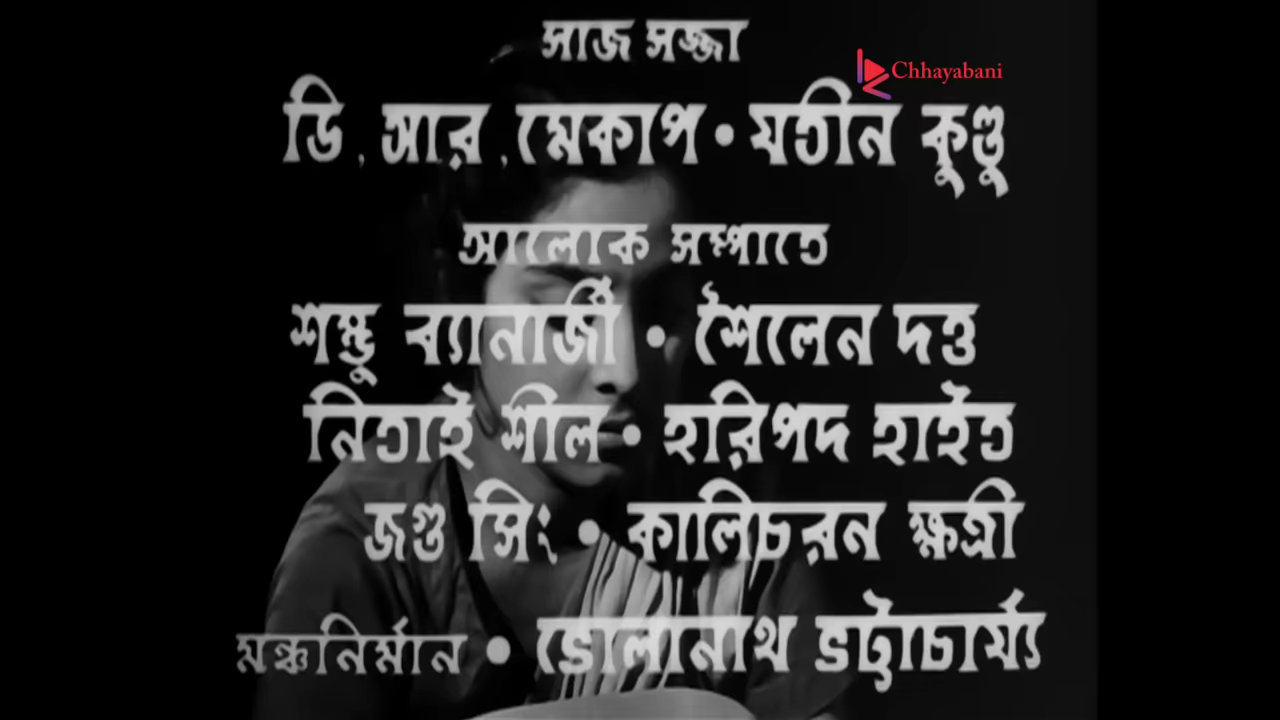 সাজ সজ্জা
Chhayabani
ডি, আর, মেকাপ • যতীন কুণ্ডু
আলোক সম্পাতে
শম্ভু ব্যানার্জী • শৈলেন দত্ত
নিতাই শীল • হরিপদ হাইত
জগু সিং • কালিচরন ক্ষত্রী
মঞ্চনির্মান • ভোলানাথ ভট্টাচার্য্য